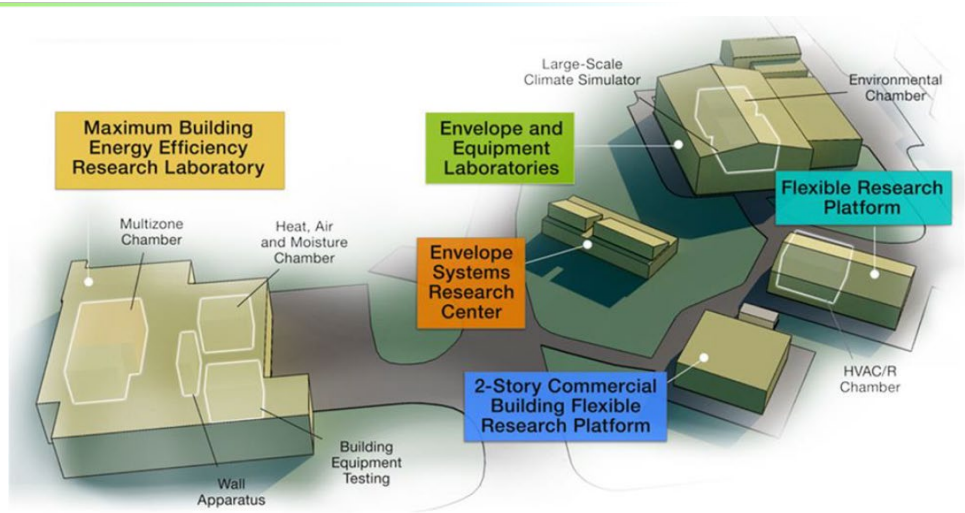 Maximum Building
Energy Efficiency
Research Laboratory
Multizone
Chamber
Heat, Air
and Moisture
Chamber
Wall
Apparatus
Building
Equipment
Testing
Large-Scale
Climate Simulator
Environmental
Chamber
Envelope and
Equipment
Laboratories
Flexible Research
Platform
Envelope
Systems
Research
Center
HVAC/R
Chamber
2-Story Commercial
Building Flexible
Research Platform